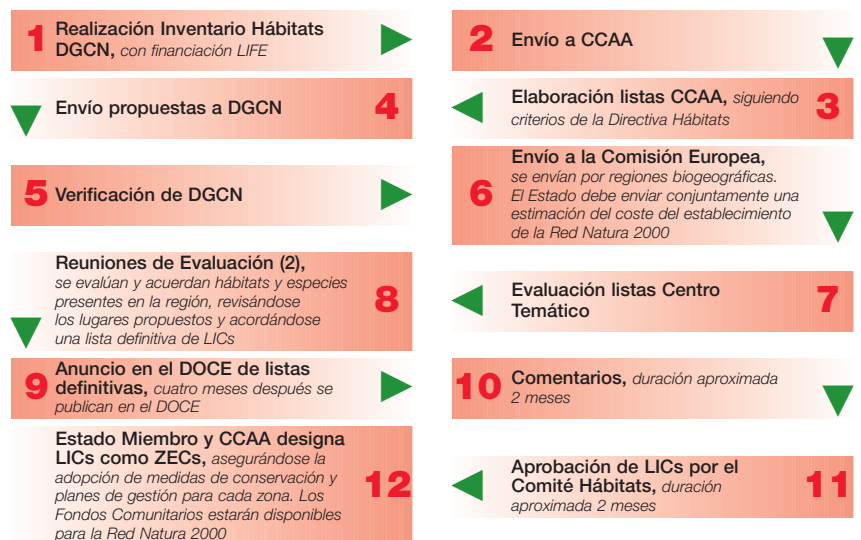 1 Realización Inventario Hábitats
DGCN, con financiación LIFE
2 Envío a CCAA
Elaboración listas CCAA, siguiendo
criterios de la Directiva Hábitats
3
Envío propuestas a DGCN 4
5 Verificación de DGCN
Envío a la Comisión Europea,
se envían por regiones biogeográficas.
6 El Estado debe enviar conjuntamente una
estimación del coste del establecimiento
de la Red Natura 2000
Evaluación listas Centro
Temático
7
Reuniones de Evaluación (2),
se evalúan y acuerdan hábitats y especies
presentes en la región, revisándose 8
los lugares propuestos y acordándose
una lista definitiva de LICs
9 Anuncio en el DOCE de listas
definitivas, cuatro meses después se
publican en el DOCE
10 Comentarios, duración aproximada
2 meses
Aprobación de LICs por el
Comité Hábitats, duración 11
aproximada 2 meses
Estado Miembro y CCAA designa
LICs como ZECs, asegurándose la
adopción de medidas de conservación y 12
planes de gestión para cada zona. Los
Fondos Comunitarios estarán disponibles
para la Red Natura 2000